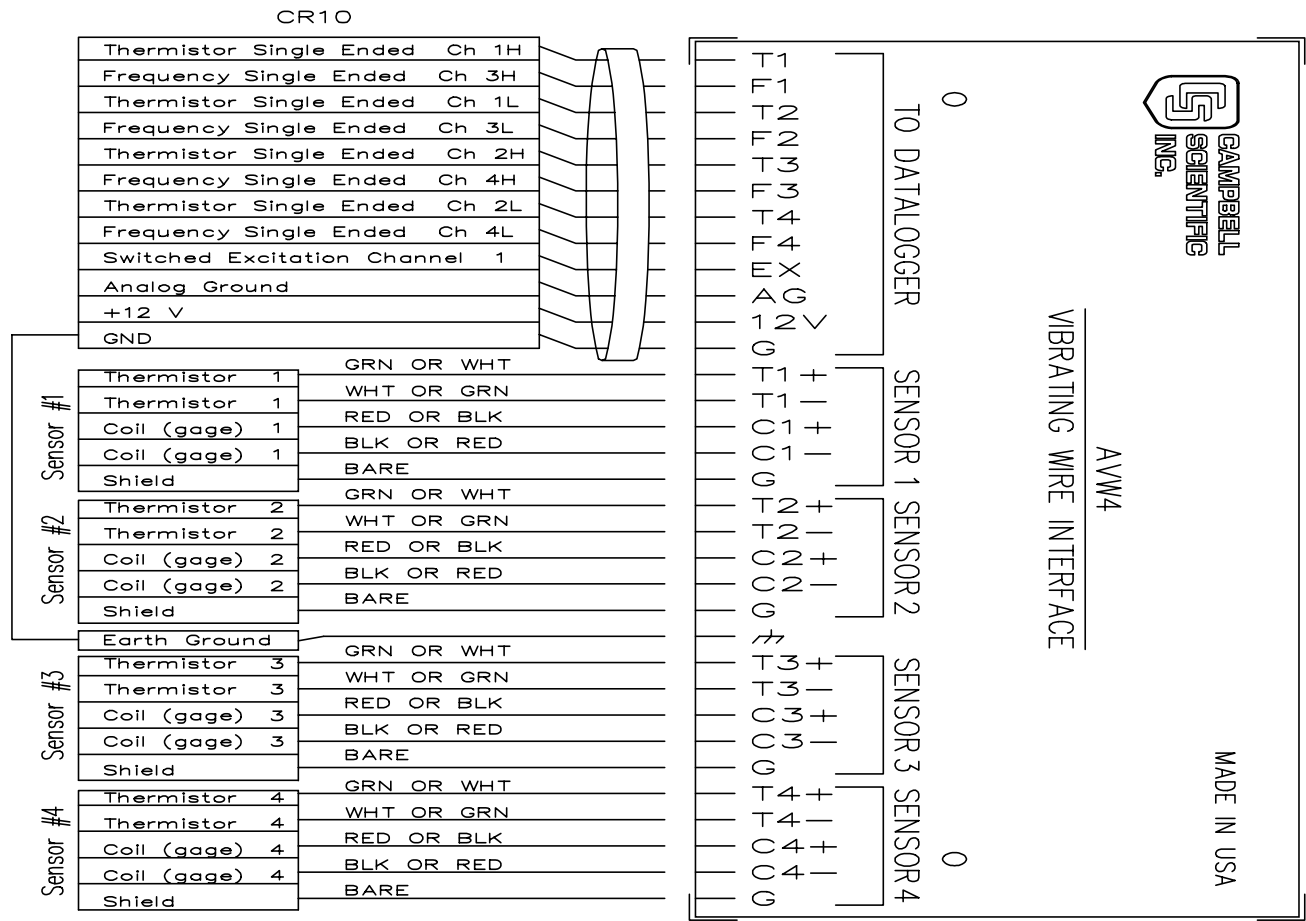 CR10
Thermistor Single Ended Ch 1H
Frequency Single Ended Ch 3H
Thermistor Single Ended Ch 1L
Frequency Single Ended Ch 3L
Thermistor Single Ended Ch 2H
Frequency Single Ended Ch 4H
Thermistor Single Ended Ch 2L
Frequency Single Ended Ch 4L
Switched Excitation Channel 1
Analog Ground
+12 V
GND
Sensor #1
Thermistor 1
Thermistor 1
Coil (gage) 1
Coil (gage) 1
Shield
GRN OR WHT
WHT OR GRN
RED OR BLK
BLK OR RED
BARE
Sensor #2
Thermistor 2
Thermistor 2
Coil (gage) 2
Coil (gage) 2
Shield
GRN OR WHT
WHT OR GRN
RED OR BLK
BLK OR RED
BARE
Earth Ground
Sensor #3
Thermistor 3
Thermistor 3
Coil (gage) 3
Coil (gage) 3
Shield
GRN OR WHT
WHT OR GRN
RED OR BLK
BLK OR RED
BARE
Sensor #4
Thermistor 4
Thermistor 4
Coil (gage) 4
Coil (gage) 4
Shield
GRN OR WHT
WHT OR GRN
RED OR BLK
BLK OR RED
BARE
T1
F1
T2
F2
T3
F3
T4
F4
EX
AG
12V
G
TO DATALOGGER
T1+
T1−
C1+
C1−
G
SENSOR 1
T2+
T2−
C2+
C2−
G
SENSOR 2
T3+
T3−
C3+
C3−
G
SENSOR 3
T4+
T4−
C4+
C4−
G
SENSOR 4
CAMPBELL
SCIENTIFIC
INC.
AVW4
VIBRATING WIRE INTERFACE
MADE IN USA